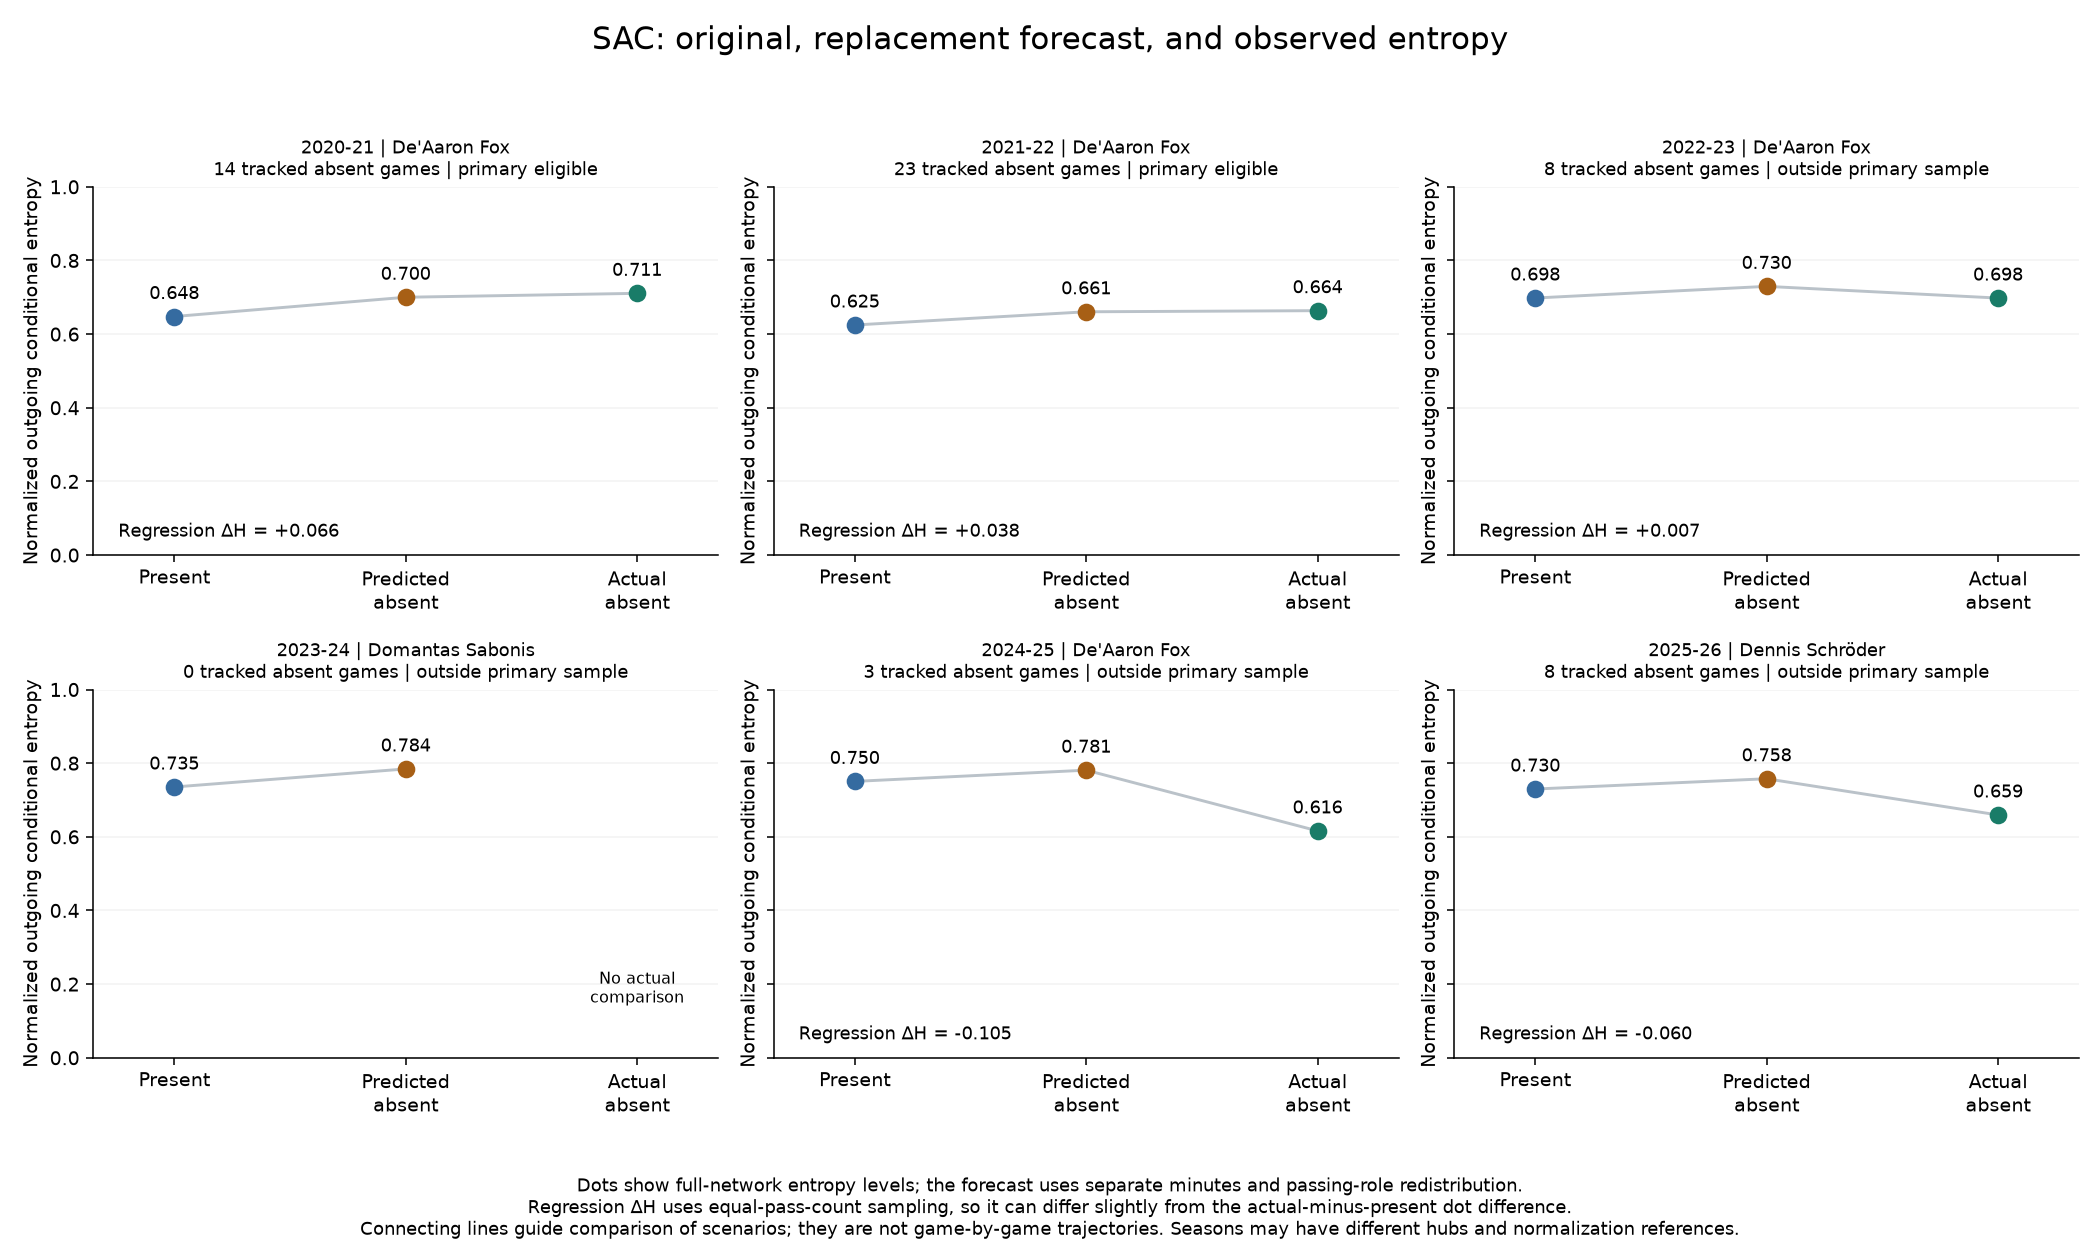 SAC: original, replacement forecast, and observed entropy
2020-21 | De'Aaron Fox
14 tracked absent games | primary eligible
Normalized outgoing conditional entropy
1.0
0.8
0.6
0.4
0.2
0.0
0.648
0.700
0.711
Regression ΔH = +0.066
Present
Predicted
absent
Actual
absent
2021-22 | De'Aaron Fox
23 tracked absent games | primary eligible
Normalized outgoing conditional entropy
0.625
0.661
0.664
Regression ΔH = +0.038
Present
Predicted
absent
Actual
absent
2022-23 | De'Aaron Fox
8 tracked absent games | outside primary sample
Normalized outgoing conditional entropy
0.698
0.730
0.698
Regression ΔH = +0.007
Present
Predicted
absent
Actual
absent
2023-24 | Domantas Sabonis
0 tracked absent games | outside primary sample
Normalized outgoing conditional entropy
1.0
0.8
0.6
0.4
0.2
0.0
0.735
0.784
No actual
comparison
Present
Predicted
absent
Actual
absent
2024-25 | De'Aaron Fox
3 tracked absent games | outside primary sample
Normalized outgoing conditional entropy
0.750
0.781
0.616
Regression ΔH = -0.105
Present
Predicted
absent
Actual
absent
2025-26 | Dennis Schröder
8 tracked absent games | outside primary sample
Normalized outgoing conditional entropy
0.730
0.758
0.659
Regression ΔH = -0.060
Present
Predicted
absent
Actual
absent
Dots show full-network entropy levels; the forecast uses separate minutes and passing-role redistribution.
Regression ΔH uses equal-pass-count sampling, so it can differ slightly from the actual-minus-present dot difference.
Connecting lines guide comparison of scenarios; they are not game-by-game trajectories. Seasons may have different hubs and normalization references.